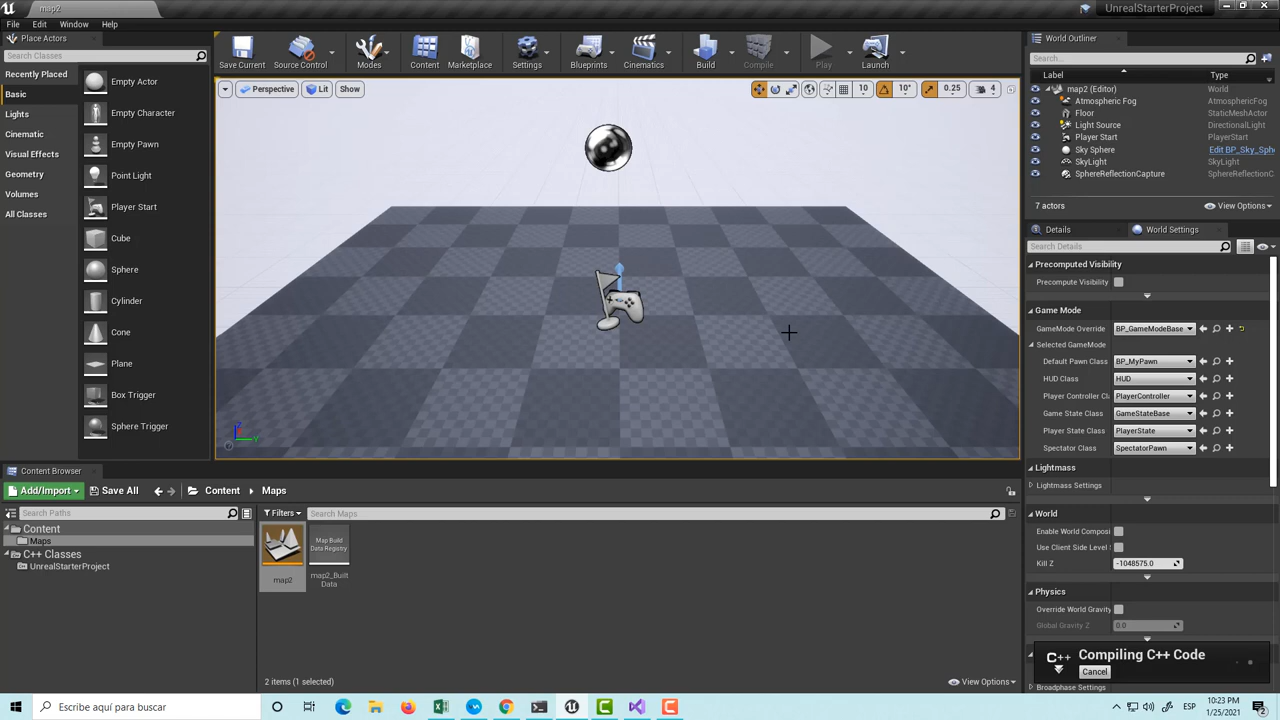 map2
UnrealStarterProject
File Edit Window Help
Place Actors
Search Classes
Recently Placed
Basic
Lights
Cinematic
Visual Effects
Geometry
Volumes
All Classes
Empty Actor
Empty Character
Empty Pawn
Point Light
Player Start
Cube
Sphere
Cylinder
Cone
Plane
Box Trigger
Sphere Trigger
Save Current
Source Control
Modes
Content
Marketplace
Settings
Blueprints
Cinematics
Build
Compile
Play
Launch
Perspective Lit Show
10 10° 0.25 4
Z
Y
World Outliner
Search...
Label Type
map2 (Editor) World
Atmospheric Fog AtmosphericFog
Floor StaticMeshActor
Light Source DirectionalLight
Player Start PlayerStart
Sky Sphere Edit BP_Sky_Sph
SkyLight SkyLight
SphereReflectionCapture SphereReflectionC
7 actors View Options
Details World Settings
Search Details
Precomputed Visibility
Precompute Visibility
Game Mode
GameMode Override BP_GameModeBase
Selected GameMode
Default Pawn Class BP_MyPawn
HUD Class HUD
Player Controller Cl PlayerController
Game State Class GameStateBase
Player State Class PlayerState
Spectator Class SpectatorPawn
Lightmass
Lightmass Settings
World
Enable World Composi
Use Client Side Level
Kill Z -1048575.0
Physics
Override World Gravity
Global Gravity Z 0.0
C++ Compiling C++ Code
Cancel
Broadphase Settings
Content Browser
Add/Import Save All Content Maps
Search Paths
Content
Maps
C++ Classes
UnrealStarterProject
Filters Search Maps
map2
Map Build
Data Registry
map2_Built
Data
2 items (1 selected) View Options
Escribe aquí para buscar
ESP
10:23 PM
1/25/2021
2